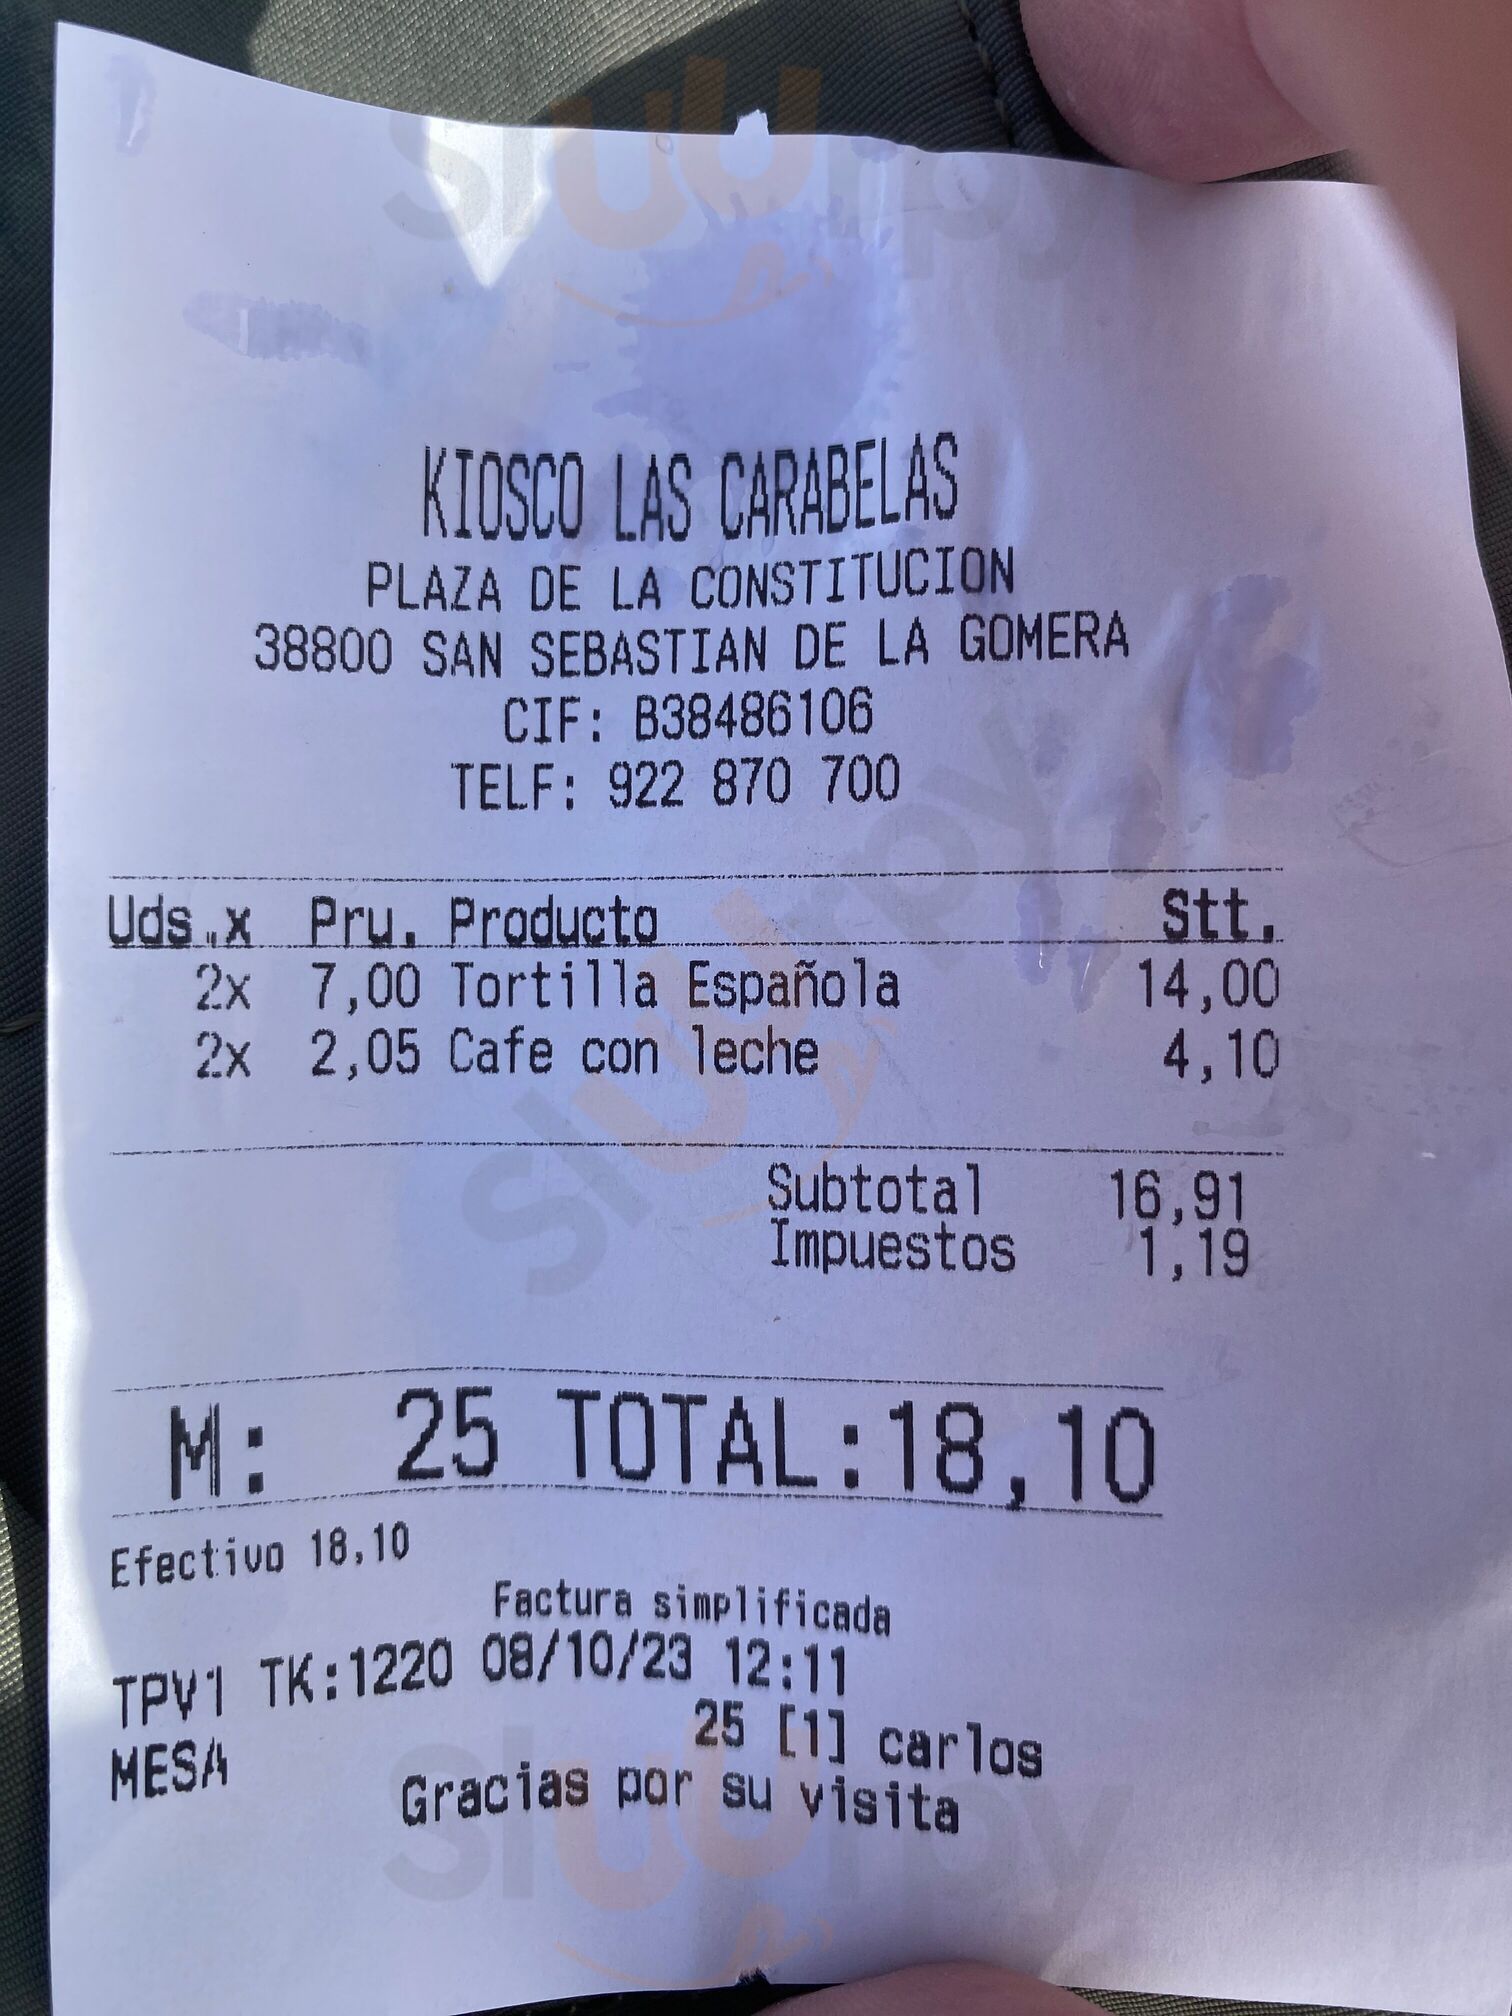 KIOSCO LAS CARABELAS
PLAZA DE LA CONSTITUCION
38800 SAN SEBASTIAN DE LA GOMERA
CIF: B38486106
TELF: 922 870 700
Uds.x Pru. Producto Stt.
2x 7,00 Tortilla Española 14,00
2x 2,05 Cafe con leche 4,10
Subtotal 16,91
Impuestos 1,19
M: 25 TOTAL:18,10
Efectivo 18,10
Factura simplificada
TPV1 TK:1220 08/10/23 12:11
MESA 25 [1] carlos
Gracias por su visita
sluurpy
sluurpy
sluurpy